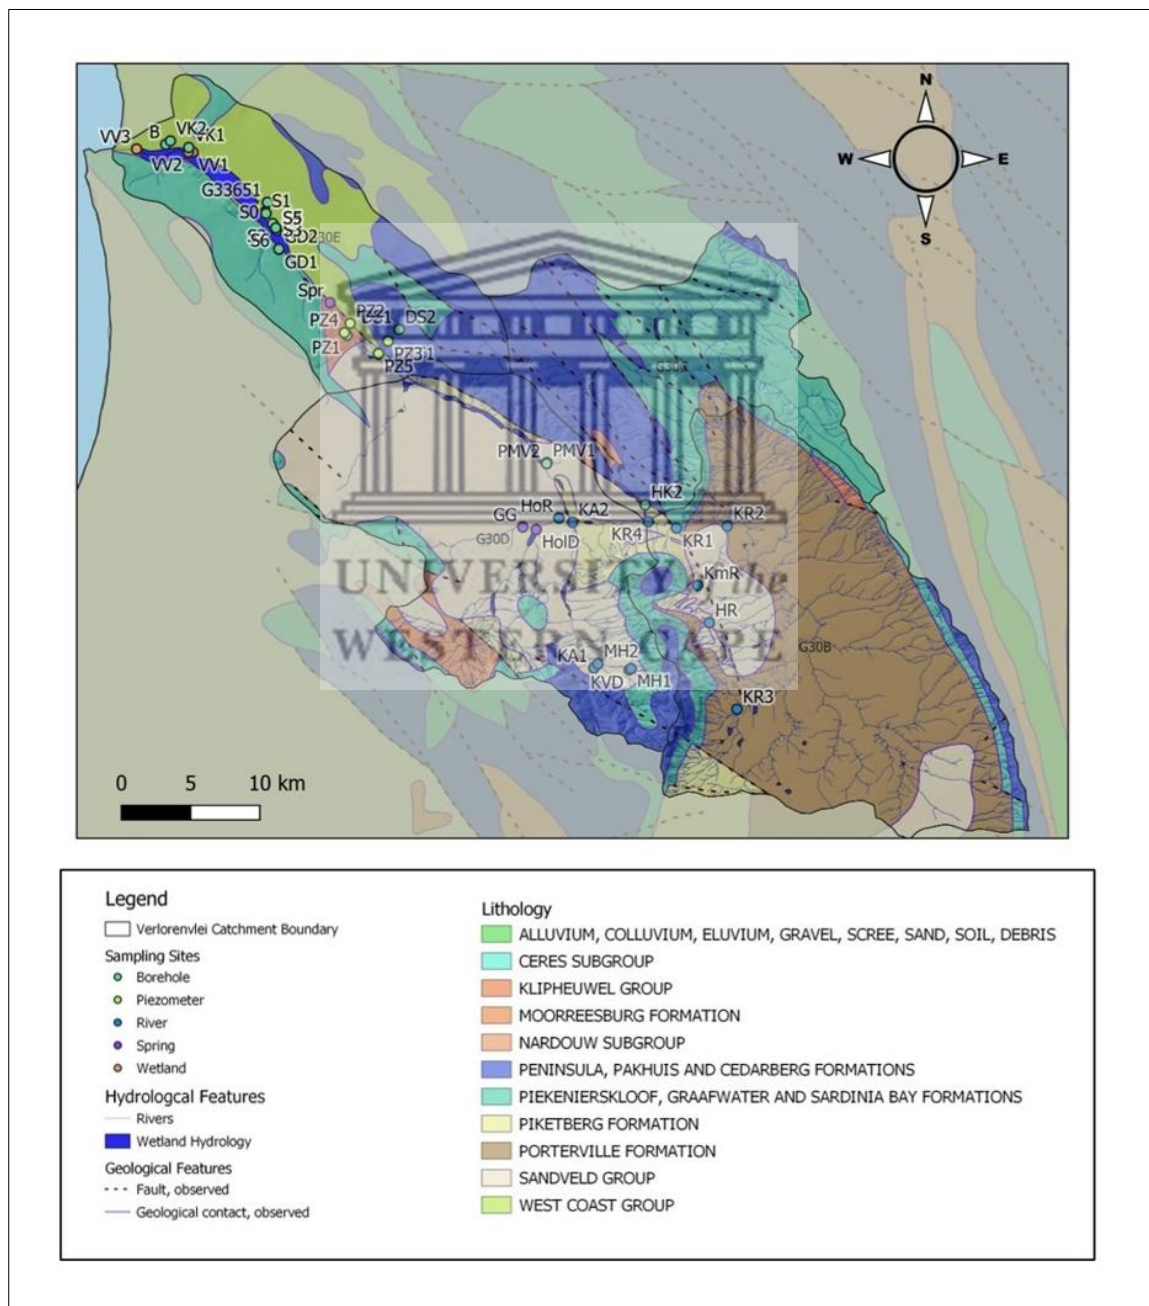 N
W E
S
VV3 B VK2 VK1
VV2 VV1
G33651 S1
S0 S5
S3
S6 GD2 G30E
GD1
Spr
PZ4 PZ2 DS1 DS2
PZ1 PZ3
PZ5
PMV2 PMV1
HK2
HoR KA2 KR2
GG KR4 KR1
G30D HolD
UNIVERSITY of the
KmR
HR
WESTERN CAPE
G30B
KA1 MH2
KVD MH1
KR3
0 5 10 km
Legend
Verlorenvlei Catchment Boundary
Sampling Sites
Borehole
Piezometer
River
Spring
Wetland
Hydrologcal Features
Rivers
Wetland Hydrology
Geological Features
Fault, observed
Geological contact, observed
Lithology
ALLUVIUM, COLLUVIUM, ELUVIUM, GRAVEL, SCREE, SAND, SOIL, DEBRIS
CERES SUBGROUP
KLIPHEUWEL GROUP
MOORREESBURG FORMATION
NARDOUW SUBGROUP
PENINSULA, PAKHUIS AND CEDARBERG FORMATIONS
PIEKENIERSKLOOF, GRAAFWATER AND SARDINIA BAY FORMATIONS
PIKETBERG FORMATION
PORTERVILLE FORMATION
SANDVELD GROUP
WEST COAST GROUP